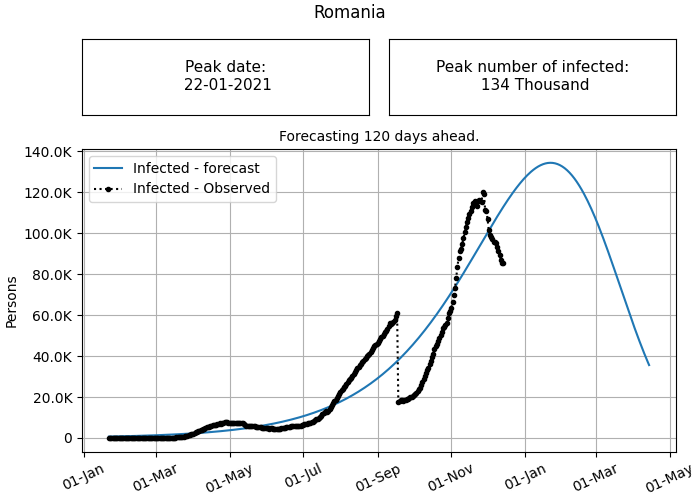 Romania
Peak date:
22-01-2021
Peak number of infected:
134 Thousand
Forecasting 120 days ahead.
Infected - forecast
Infected - Observed
Persons
140.0K
120.0K
100.0K
80.0K
60.0K
40.0K
20.0K
0
01-Jan 01-Mar 01-May 01-Jul 01-Sep 01-Nov 01-Jan 01-Mar 01-May